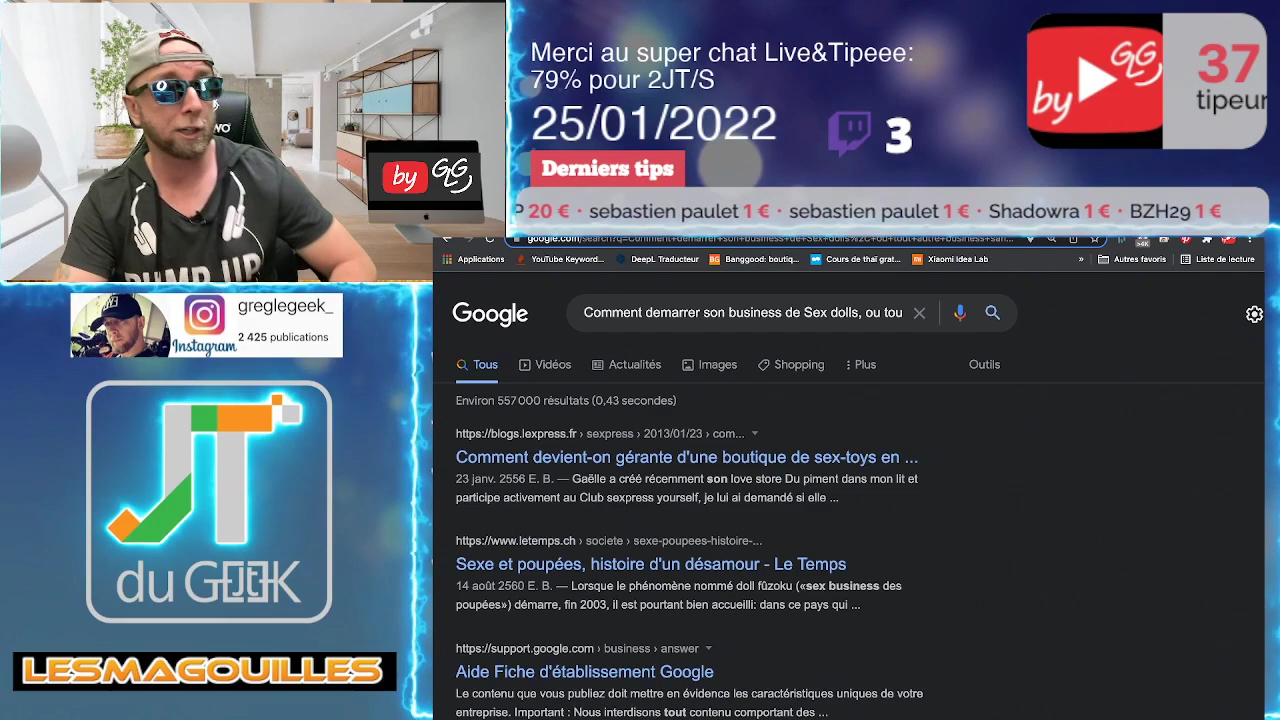 Merci au super chat Live&Tipeee:
79% pour 2JT/S
25/01/2022
3
by GLG
37
tipeur
Derniers tips
20 € · sebastien paulet 1 € · sebastien paulet 1 € · Shadowra 1 € · BZH29 1 €
by GLG
PUMP UP
greglegeek_
2 425 publications
Instagram
JT
du GEEK
LESMAGOUILLES
Applications
YouTube Keyword...
DeepL Traducteur
BG Banggood: boutiq...
Cours de thaï grat...
Xiaomi Idea Lab
»
Autres favoris
Liste de lecture
Google
Comment demarrer son business de Sex dolls, ou tou
Tous
Vidéos
Actualités
Images
Shopping
Plus
Outils
Environ 557 000 résultats (0,43 secondes)
https://blogs.lexpress.fr › sexpress › 2013/01/23 › com...
Comment devient-on gérante d'une boutique de sex-toys en ...
23 janv. 2556 E. B. — Gaëlle a créé récemment son love store Du piment dans mon lit et
participe activement au Club sexpress yourself, je lui ai demandé si elle ...
https://www.letemps.ch › societe › sexe-poupees-histoire-...
Sexe et poupées, histoire d'un désamour - Le Temps
14 août 2560 E. B. — Lorsque le phénomène nommé doll fûzoku («sex business des
poupées») démarre, fin 2003, il est pourtant bien accueilli: dans ce pays qui ...
https://support.google.com › business › answer
Aide Fiche d'établissement Google
Le contenu que vous publiez doit mettre en évidence les caractéristiques uniques de votre
entreprise. Important : Nous interdisons tout contenu comportant des ...